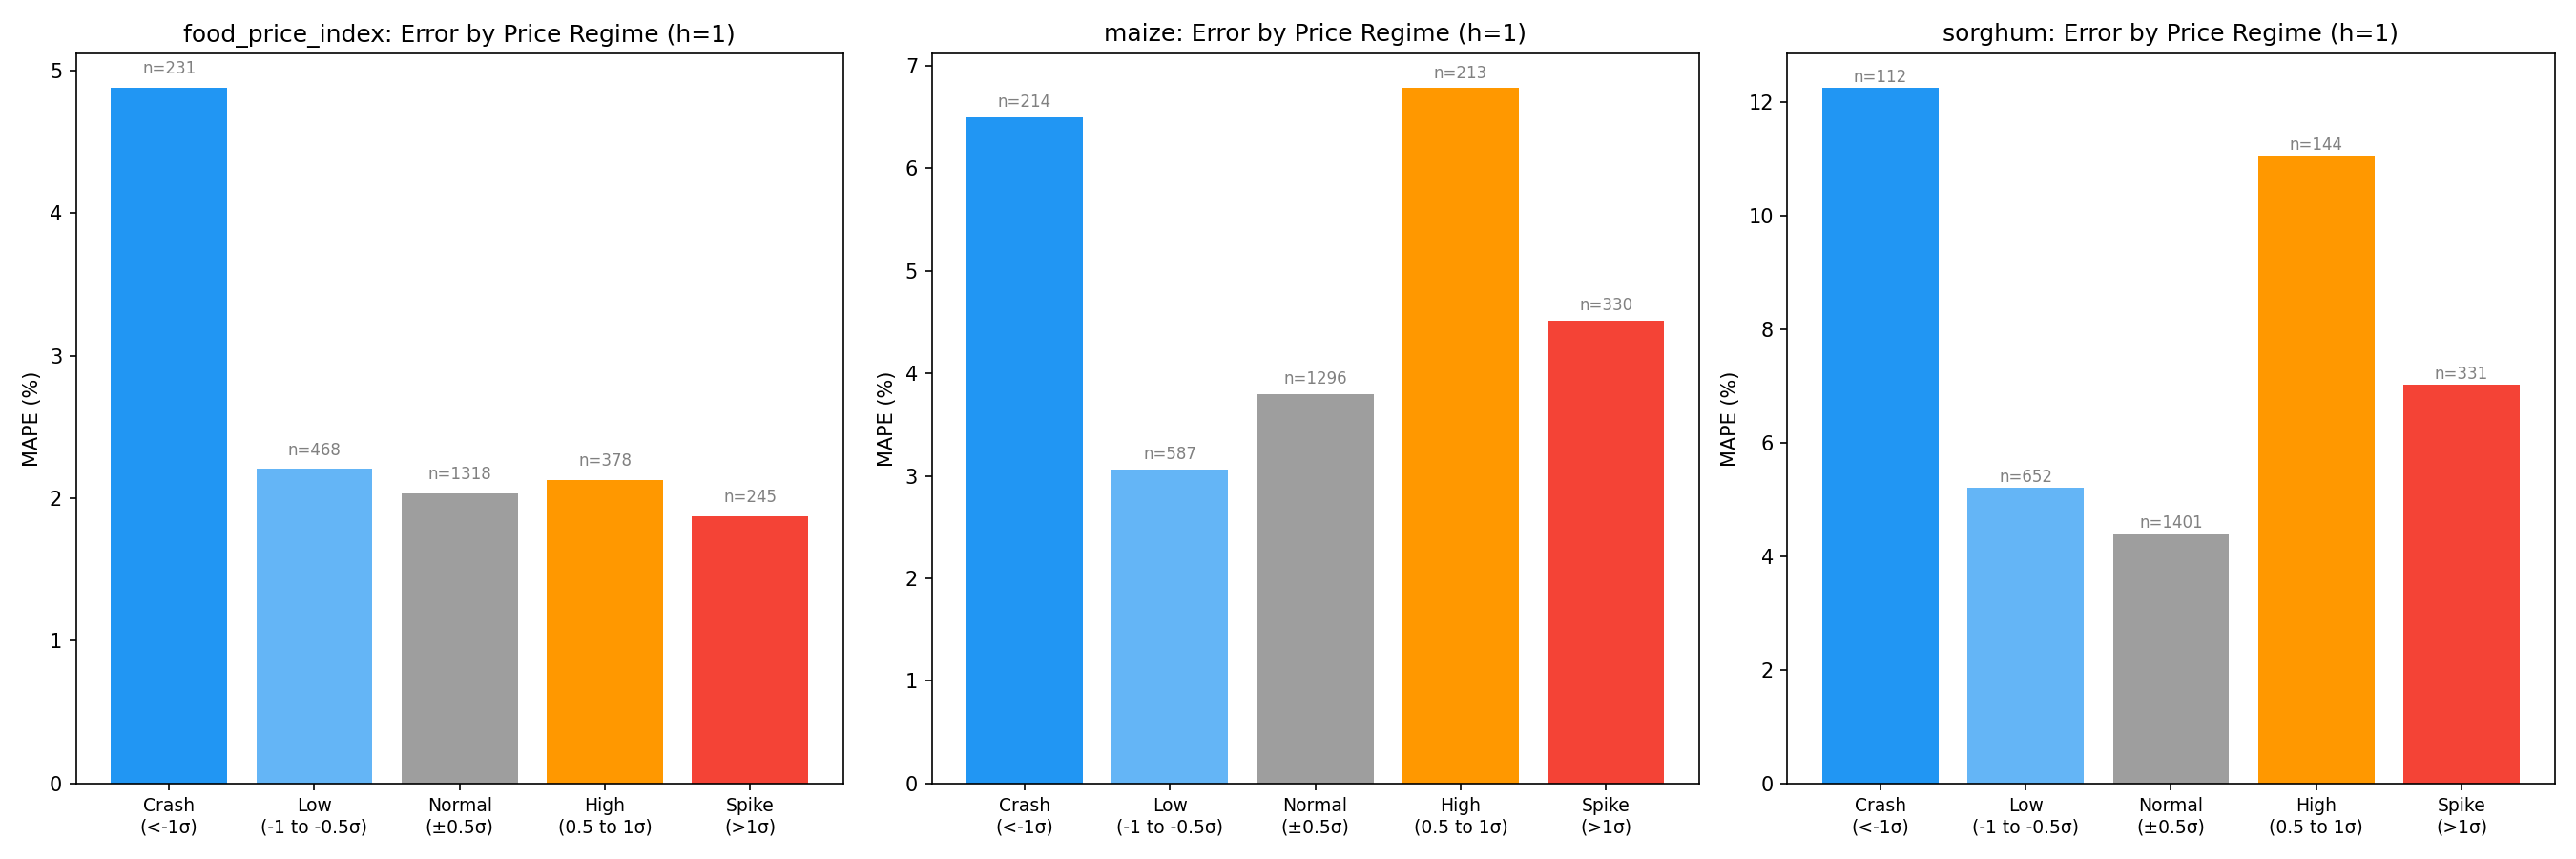 food_price_index: Error by Price Regime (h=1)
MAPE (%)
5
4
3
2
1
0
n=231
n=468
n=1318
n=378
n=245
Crash
(<-1σ)
Low
(-1 to -0.5σ)
Normal
(±0.5σ)
High
(0.5 to 1σ)
Spike
(>1σ)
maize: Error by Price Regime (h=1)
MAPE (%)
7
6
5
4
3
2
1
0
n=214
n=587
n=1296
n=213
n=330
Crash
(<-1σ)
Low
(-1 to -0.5σ)
Normal
(±0.5σ)
High
(0.5 to 1σ)
Spike
(>1σ)
sorghum: Error by Price Regime (h=1)
MAPE (%)
12
10
8
6
4
2
0
n=112
n=652
n=1401
n=144
n=331
Crash
(<-1σ)
Low
(-1 to -0.5σ)
Normal
(±0.5σ)
High
(0.5 to 1σ)
Spike
(>1σ)